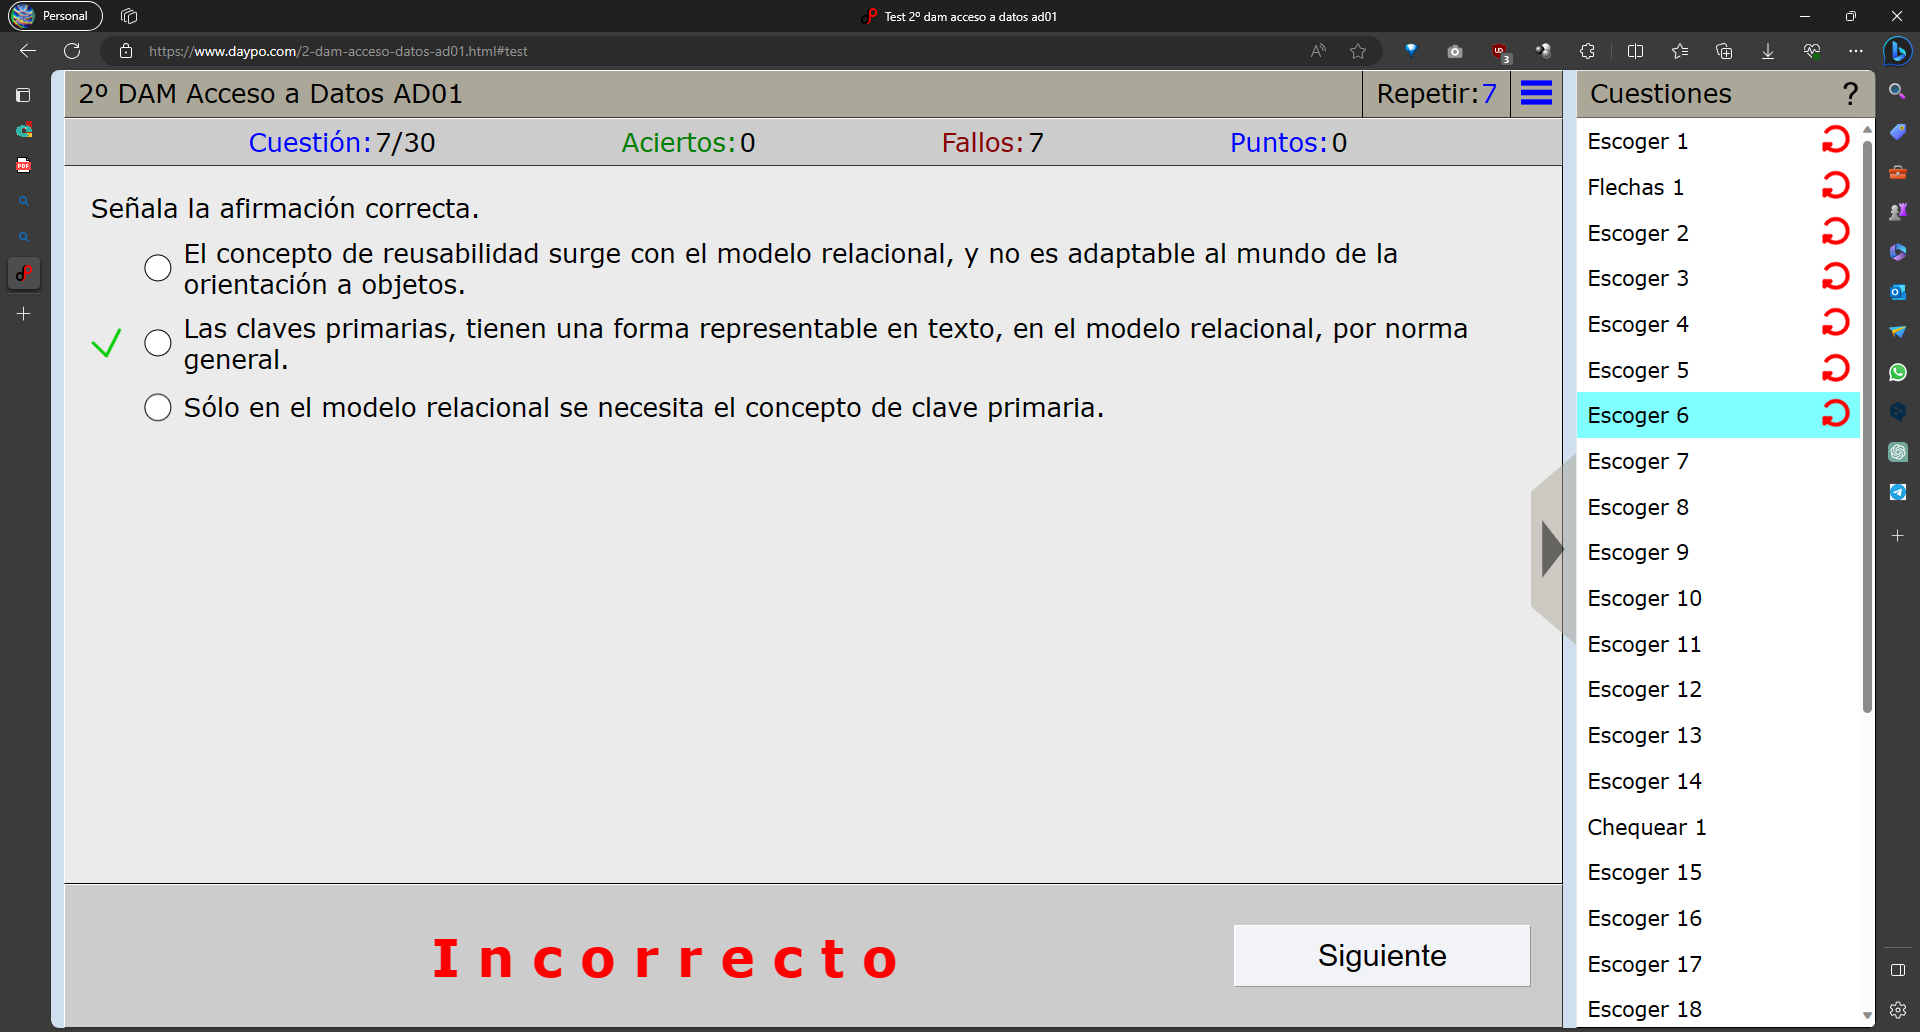 Personal
Test 2º dam acceso a datos ad01
https://www.daypo.com/2-dam-acceso-datos-ad01.html#test
2º DAM Acceso a Datos AD01
Repetir:7
Cuestiones
?
Cuestión:7/30
Aciertos:0
Fallos:7
Puntos:0
Señala la afirmación correcta.
El concepto de reusabilidad surge con el modelo relacional, y no es adaptable al mundo de la
orientación a objetos.
Las claves primarias, tienen una forma representable en texto, en el modelo relacional, por norma
general.
Sólo en el modelo relacional se necesita el concepto de clave primaria.
Incorrecto
Siguiente
Escoger 1
Flechas 1
Escoger 2
Escoger 3
Escoger 4
Escoger 5
Escoger 6
Escoger 7
Escoger 8
Escoger 9
Escoger 10
Escoger 11
Escoger 12
Escoger 13
Escoger 14
Chequear 1
Escoger 15
Escoger 16
Escoger 17
Escoger 18